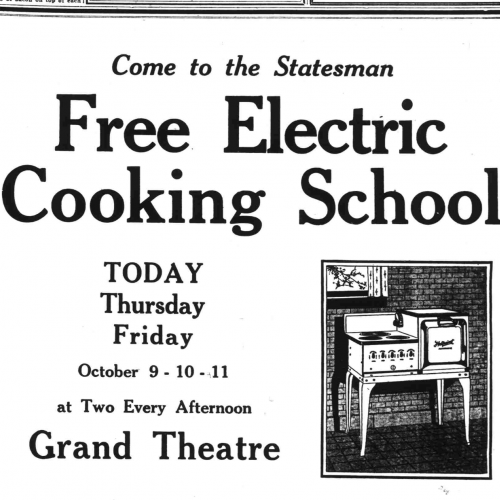 Come to the Statesman
Free Electric
Cooking School
TODAY
Thursday
Friday
October 9 - 10 - 11
at Two Every Afternoon
Grand Theatre
Hotpoint